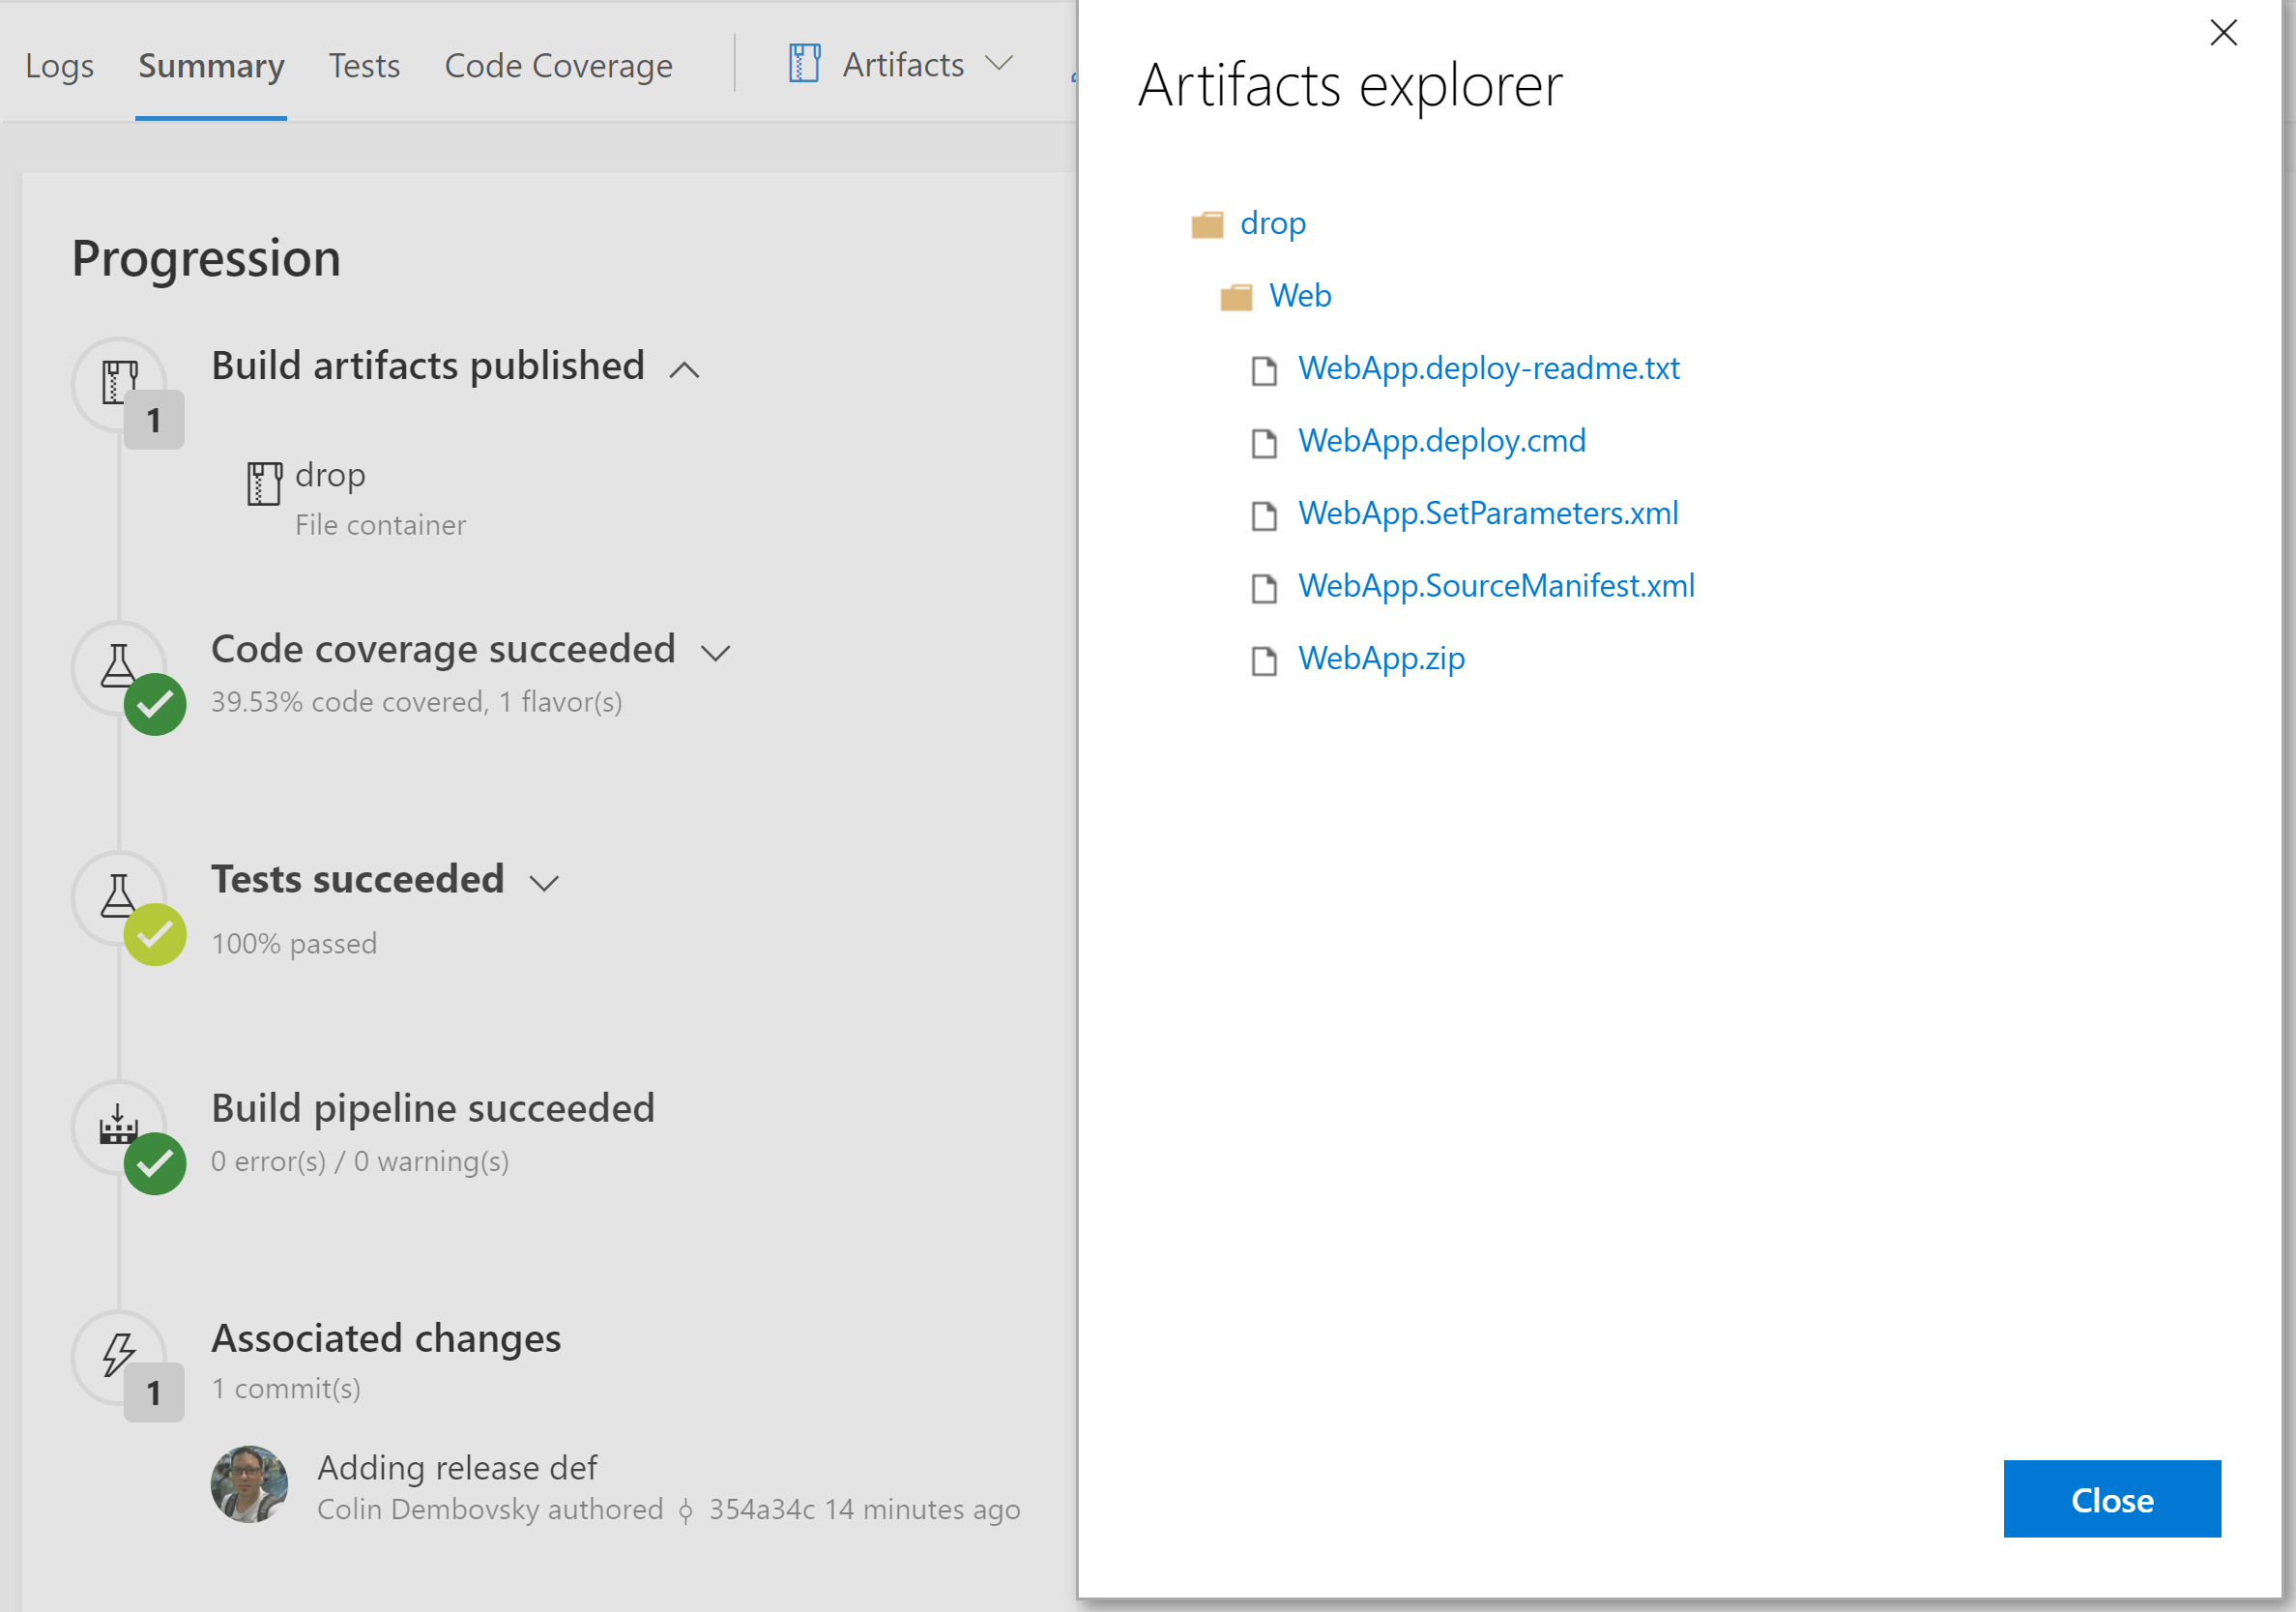 Logs Summary Tests Code Coverage Artifacts
Progression
Build artifacts published
1
drop
File container
Code coverage succeeded
39.53% code covered, 1 flavor(s)
Tests succeeded
100% passed
Build pipeline succeeded
0 error(s) / 0 warning(s)
Associated changes
1
1 commit(s)
Adding release def
Colin Dembovsky authored 354a34c 14 minutes ago
Artifacts explorer
drop
Web
WebApp.deploy-readme.txt
WebApp.deploy.cmd
WebApp.SetParameters.xml
WebApp.SourceManifest.xml
WebApp.zip
Close